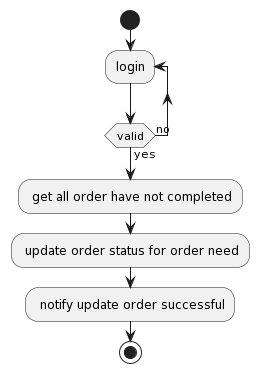 login
valid
no
yes
get all order have not completed
update order status for order need
notify update order successful